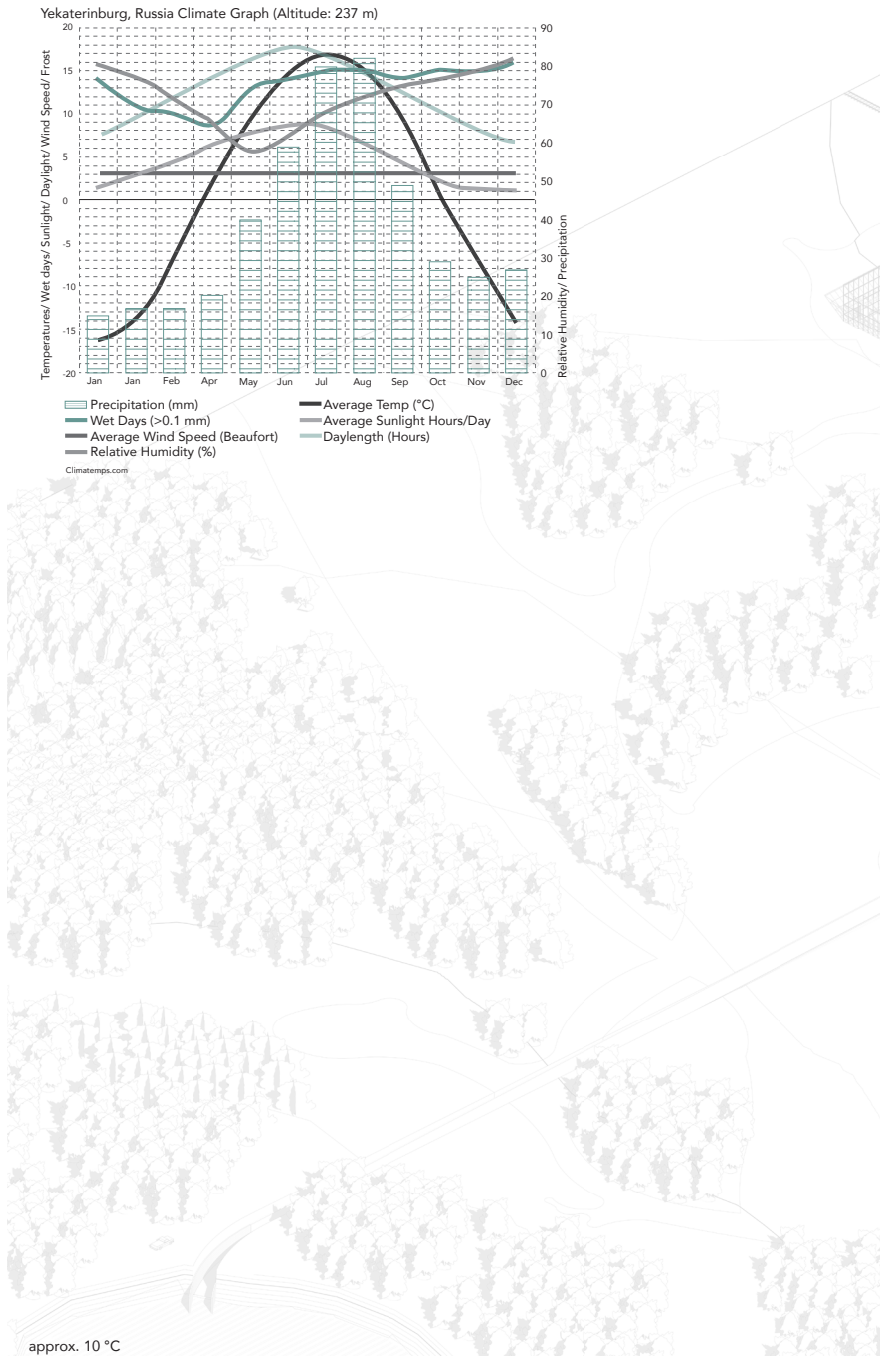 Yekaterinburg, Russia Climate Graph (Altitude: 237 m)
Temperatures/ Wet days/ Sunlight/ Daylight/ Wind Speed/ Frost
20
15
10
5
0
-5
-10
-15
-20
90
80
70
60
50
40
30
20
10
0
Relative Humidity/ Precipitation
Jan Jan Feb Apr May Jun Jul Aug Sep Oct Nov Dec
Precipitation (mm) Average Temp (°C)
Wet Days (>0.1 mm) Average Sunlight Hours/Day
Average Wind Speed (Beaufort) Daylength (Hours)
Relative Humidity (%)
Climatemps.com
approx. 10 °C